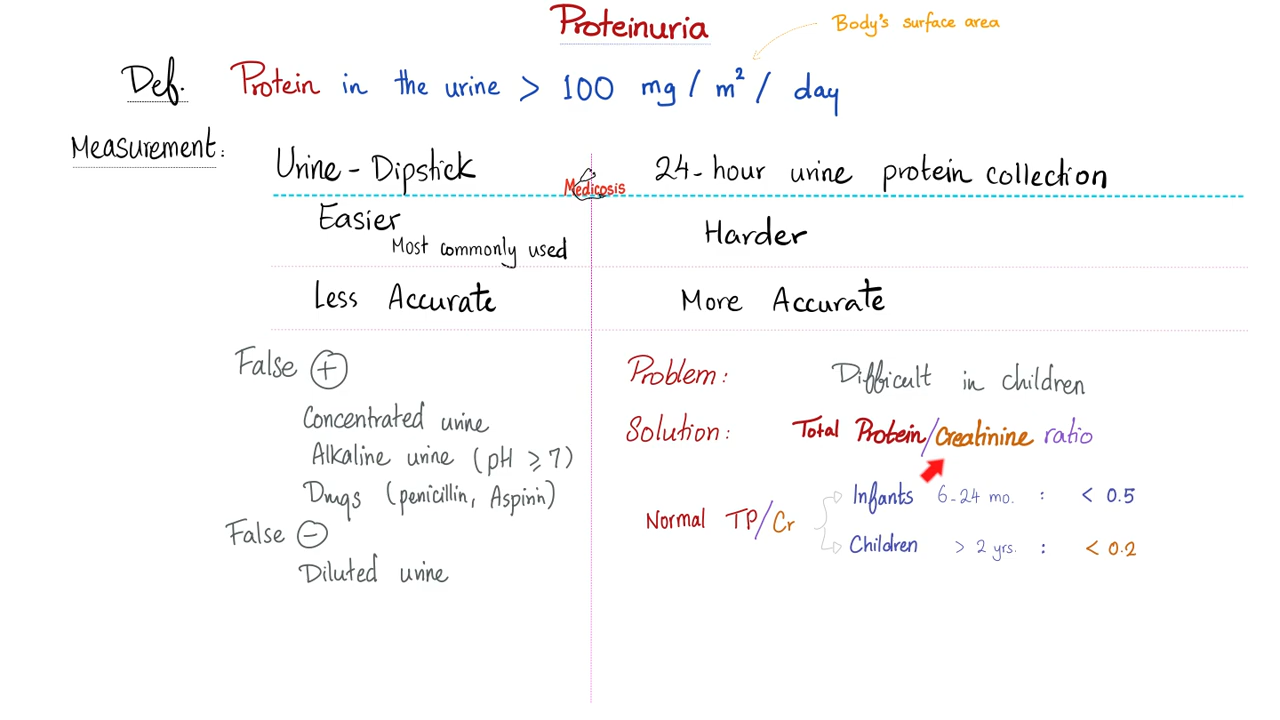 Proteinuria
Body's surface area
Def. Protein in the urine > 100 mg / m² / day
Measurement:
Urine - Dipstick
24-hour urine protein collection
Medicosis
Easier
Most commonly used
Harder
Less Accurate
More Accurate
False +
Concentrated urine
Alkaline urine (pH ⩾ 7)
Drugs (penicillin, Aspirin)
False −
Diluted urine
Problem: Difficult in children
Solution: Total Protein/Creatinine ratio
Normal TP/Cr
Infants 6-24 mo. : < 0.5
Children > 2 yrs. : < 0.2